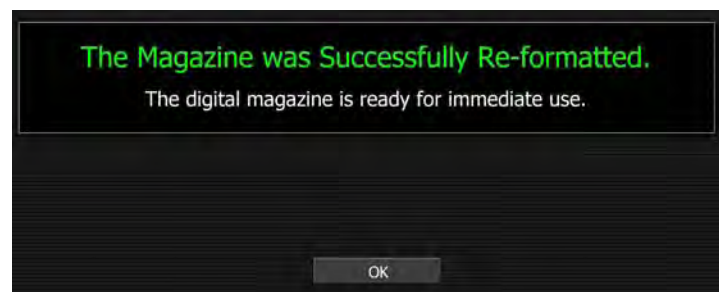 The Magazine was Successfully Re-formatted.
The digital magazine is ready for immediate use.
OK